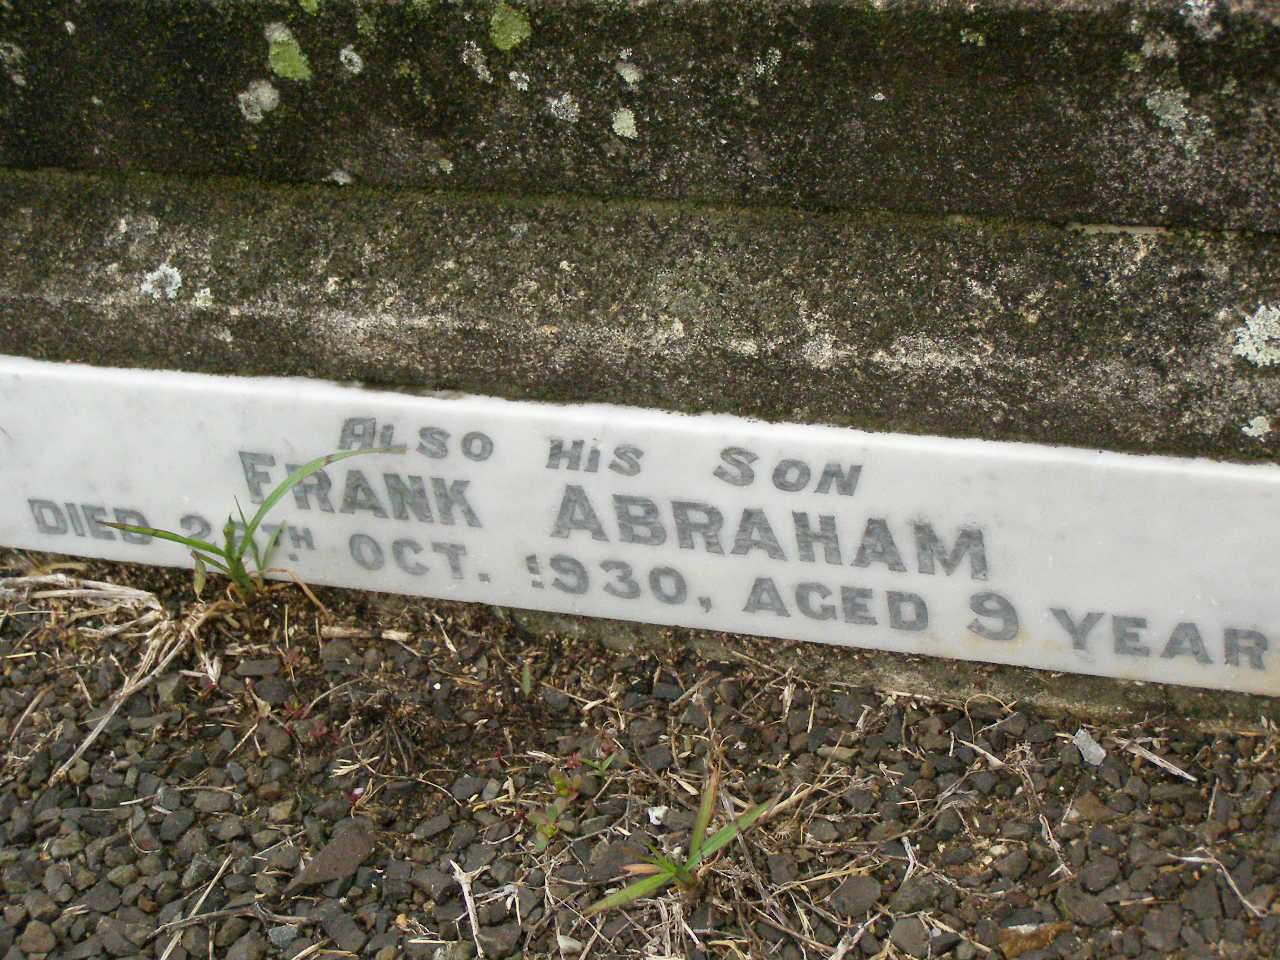 ALSO HIS SON
FRANK ABRAHAM
DIED OCT. 1930, AGED 9 YEAR